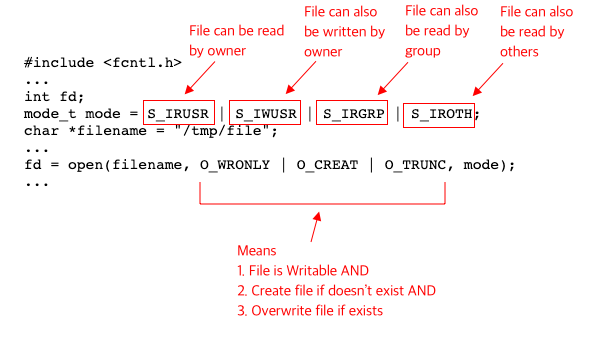 File can be read
by owner
File can also
be written by
owner
File can also
be read by
group
File can also
be read by
others
#include <fcntl.h>
...
int fd;
mode_t mode = S_IRUSR | S_IWUSR | S_IRGRP | S_IROTH;
char *filename = "/tmp/file";
...
fd = open(filename, O_WRONLY | O_CREAT | O_TRUNC, mode);
...
Means
1. File is Writable AND
2. Create file if doesn't exist AND
3. Overwrite file if exists